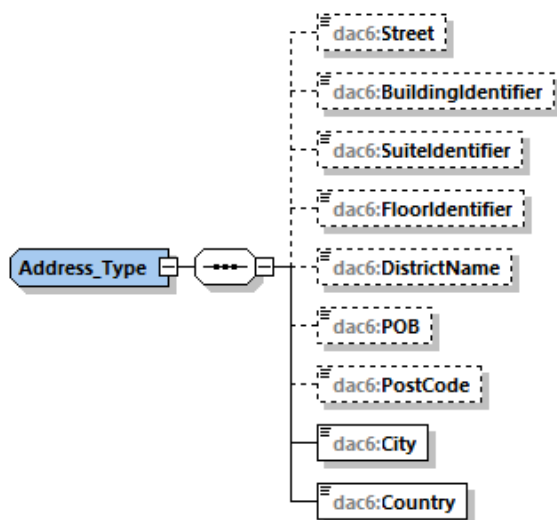 dac6:Street
dac6:BuildingIdentifier
dac6:SuiteIdentifier
dac6:FloorIdentifier
Address_Type
dac6:DistrictName
dac6:POB
dac6:PostCode
dac6:City
dac6:Country